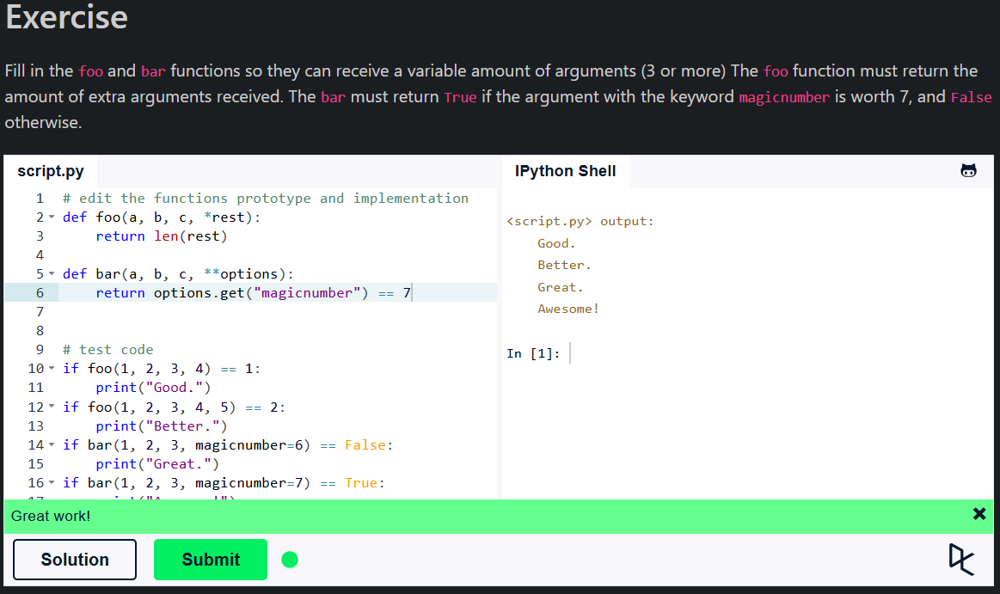 Exercise
Fill in the foo and bar functions so they can receive a variable amount of arguments (3 or more) The foo function must return the
amount of extra arguments received. The bar must return True if the argument with the keyword magicnumber is worth 7, and False
otherwise.
script.py
1 # edit the functions prototype and implementation
2 def foo(a, b, c, *rest):
3     return len(rest)
4
5 def bar(a, b, c, **options):
6     return options.get("magicnumber") == 7
7
8
9 # test code
10 if foo(1, 2, 3, 4) == 1:
11     print("Good.")
12 if foo(1, 2, 3, 4, 5) == 2:
13     print("Better.")
14 if bar(1, 2, 3, magicnumber=6) == False:
15     print("Great.")
16 if bar(1, 2, 3, magicnumber=7) == True:
IPython Shell
<script.py> output:
Good.
Better.
Great.
Awesome!
In [1]:
Great work!
Solution
Submit